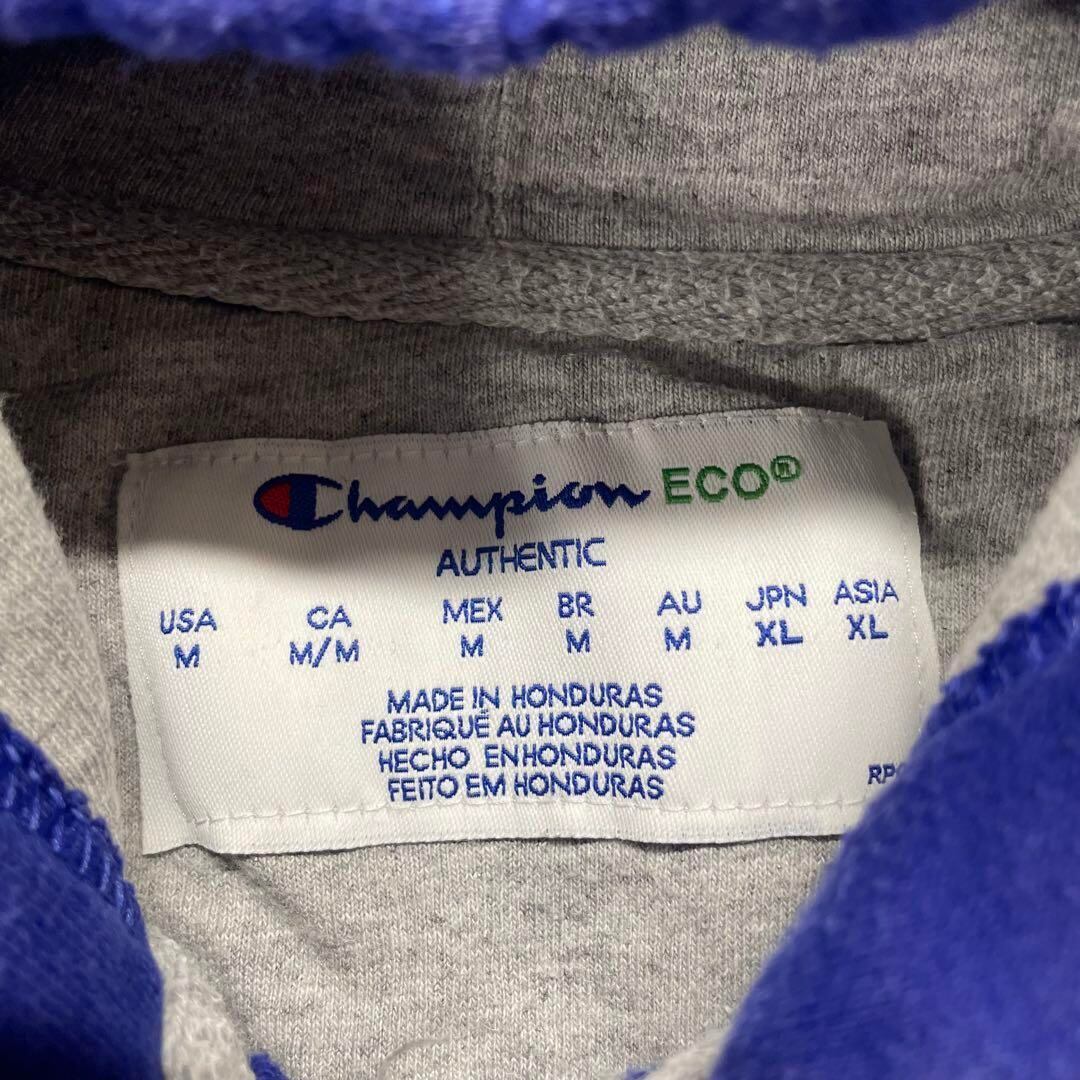 Champion ECO®
AUTHENTIC
USA CA MEX BR AU JPN ASIA
M M/M M M M XL XL
MADE IN HONDURAS
FABRIQUÉ AU HONDURAS
HECHO ENHONDURAS
FEITO EM HONDURAS